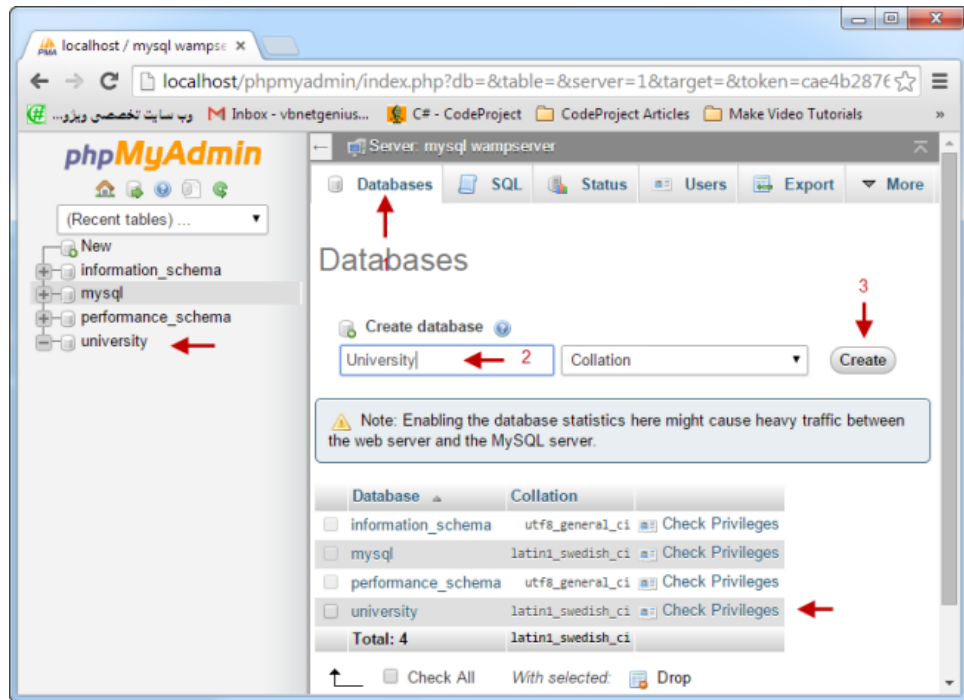 localhost / mysql wampse
localhost/phpmyadmin/index.php?db=&table=&server=1&target=&token=cae4b2876
وب سایت تخصصی ویژو... Inbox - vbnetgenius... C# - CodeProject CodeProject Articles Make Video Tutorials »
phpMyAdmin
(Recent tables) ...
New
information_schema
mysql
performance_schema
university
Server: mysql wampserver
Databases SQL Status Users Export More
1
Databases
3
Create database
University 2 Collation Create
Note: Enabling the database statistics here might cause heavy traffic between
the web server and the MySQL server.
Database Collation
information_schema utf8_general_ci Check Privileges
mysql latin1_swedish_ci Check Privileges
performance_schema utf8_general_ci Check Privileges
university latin1_swedish_ci Check Privileges
Total: 4 latin1_swedish_ci
Check All With selected: Drop